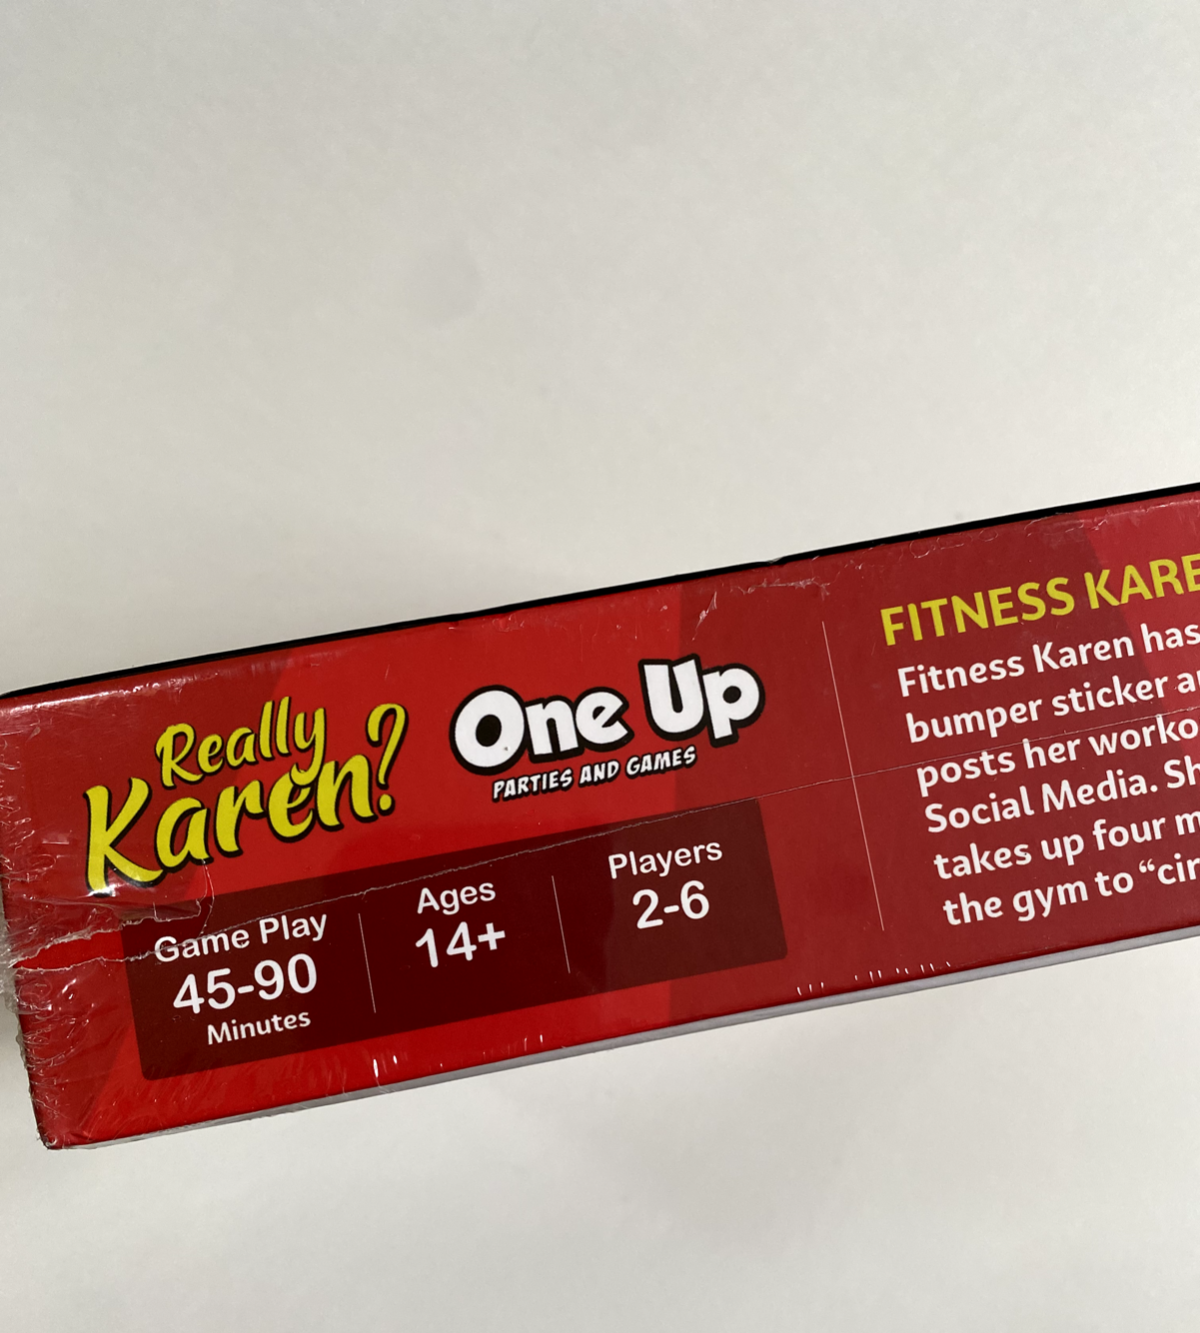 Really
Karen?
One Up
PARTIES AND GAMES
Game Play
45-90
Minutes
Ages
14+
Players
2-6
FITNESS KARE
Fitness Karen has
bumper sticker a
posts her worko
Social Media. Sh
takes up four m
the gym to “cir